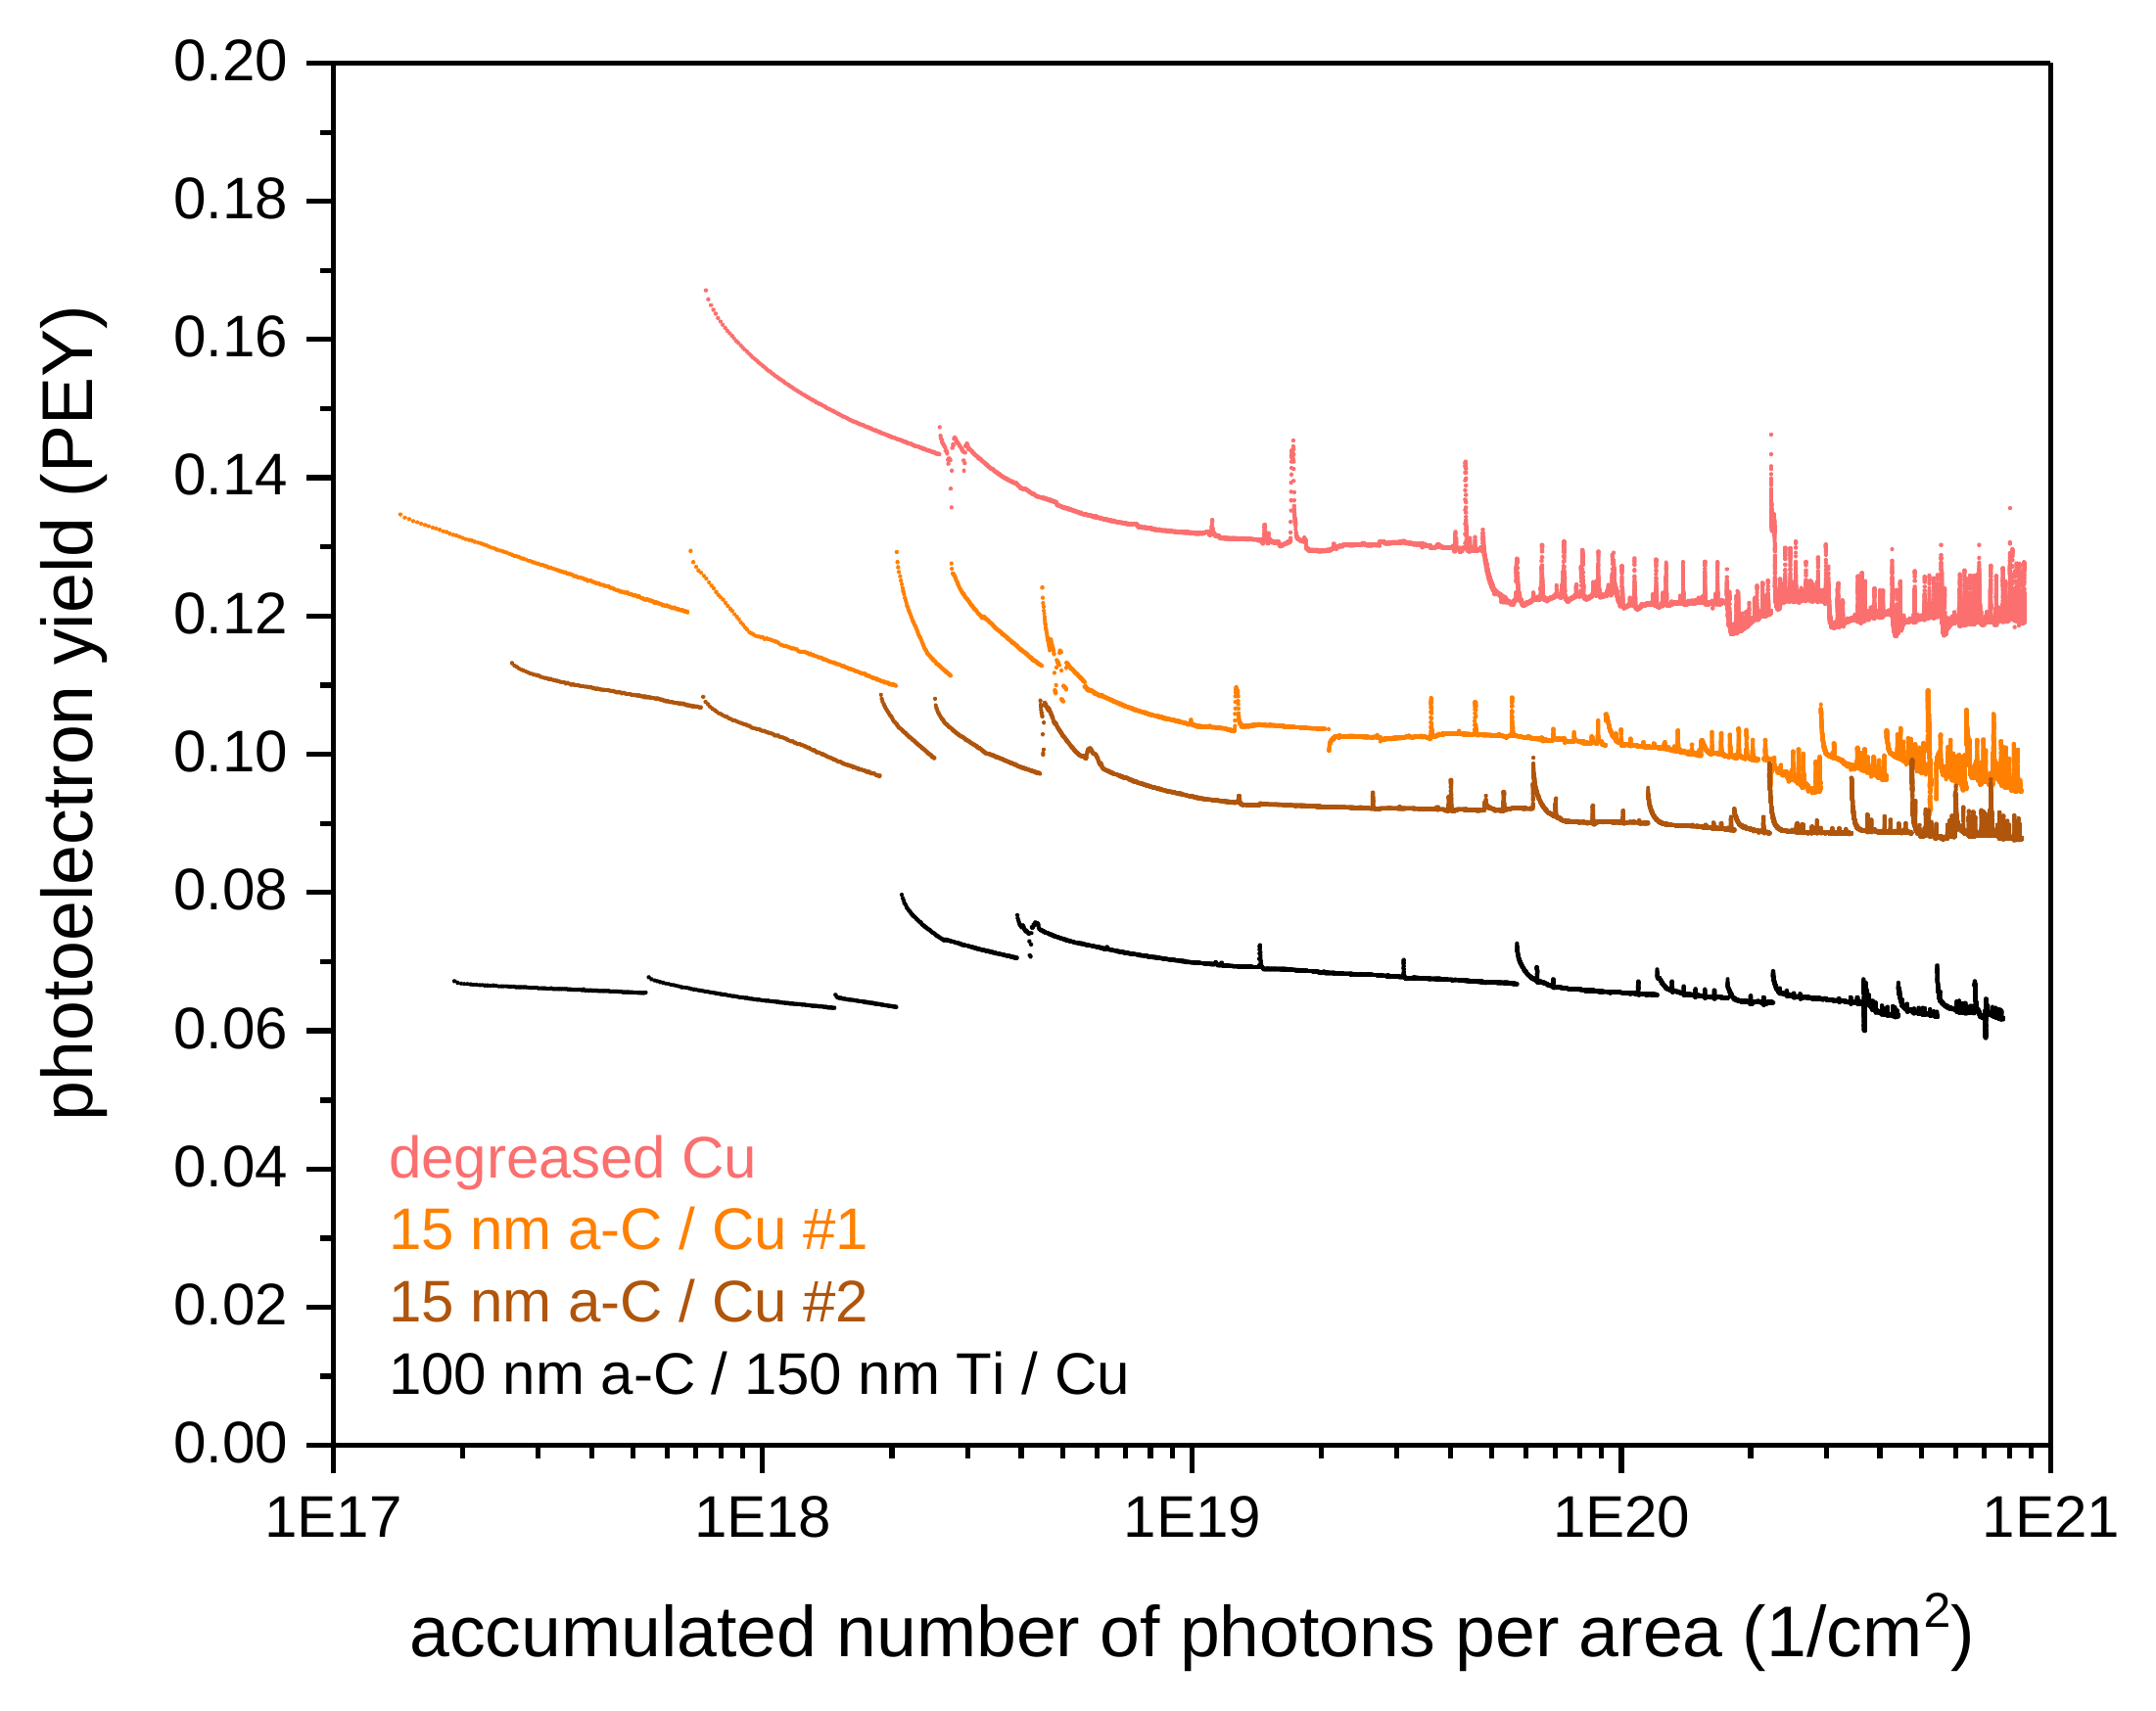 0.20
0.18
0.16
0.14
0.12
0.10
0.08
0.06
0.04
0.02
0.00
photoelectron yield (PEY)
degreased Cu
15 nm a-C / Cu #1
15 nm a-C / Cu #2
100 nm a-C / 150 nm Ti / Cu
1E17 1E18 1E19 1E20 1E21
accumulated number of photons per area (1/cm²)